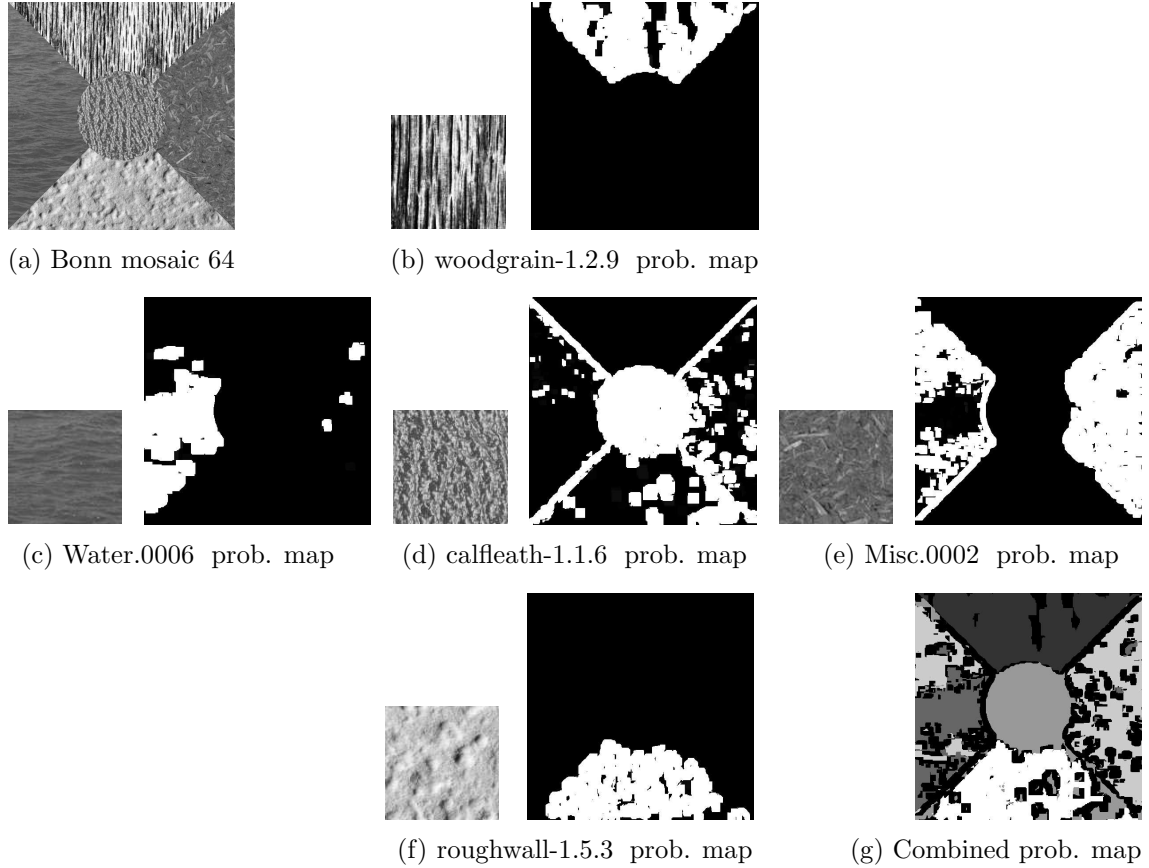 (a) Bonn mosaic 64
(b) woodgrain-1.2.9 prob. map
(c) Water.0006 prob. map
(d) calfleath-1.1.6 prob. map
(e) Misc.0002 prob. map
(f) roughwall-1.5.3 prob. map
(g) Combined prob. map